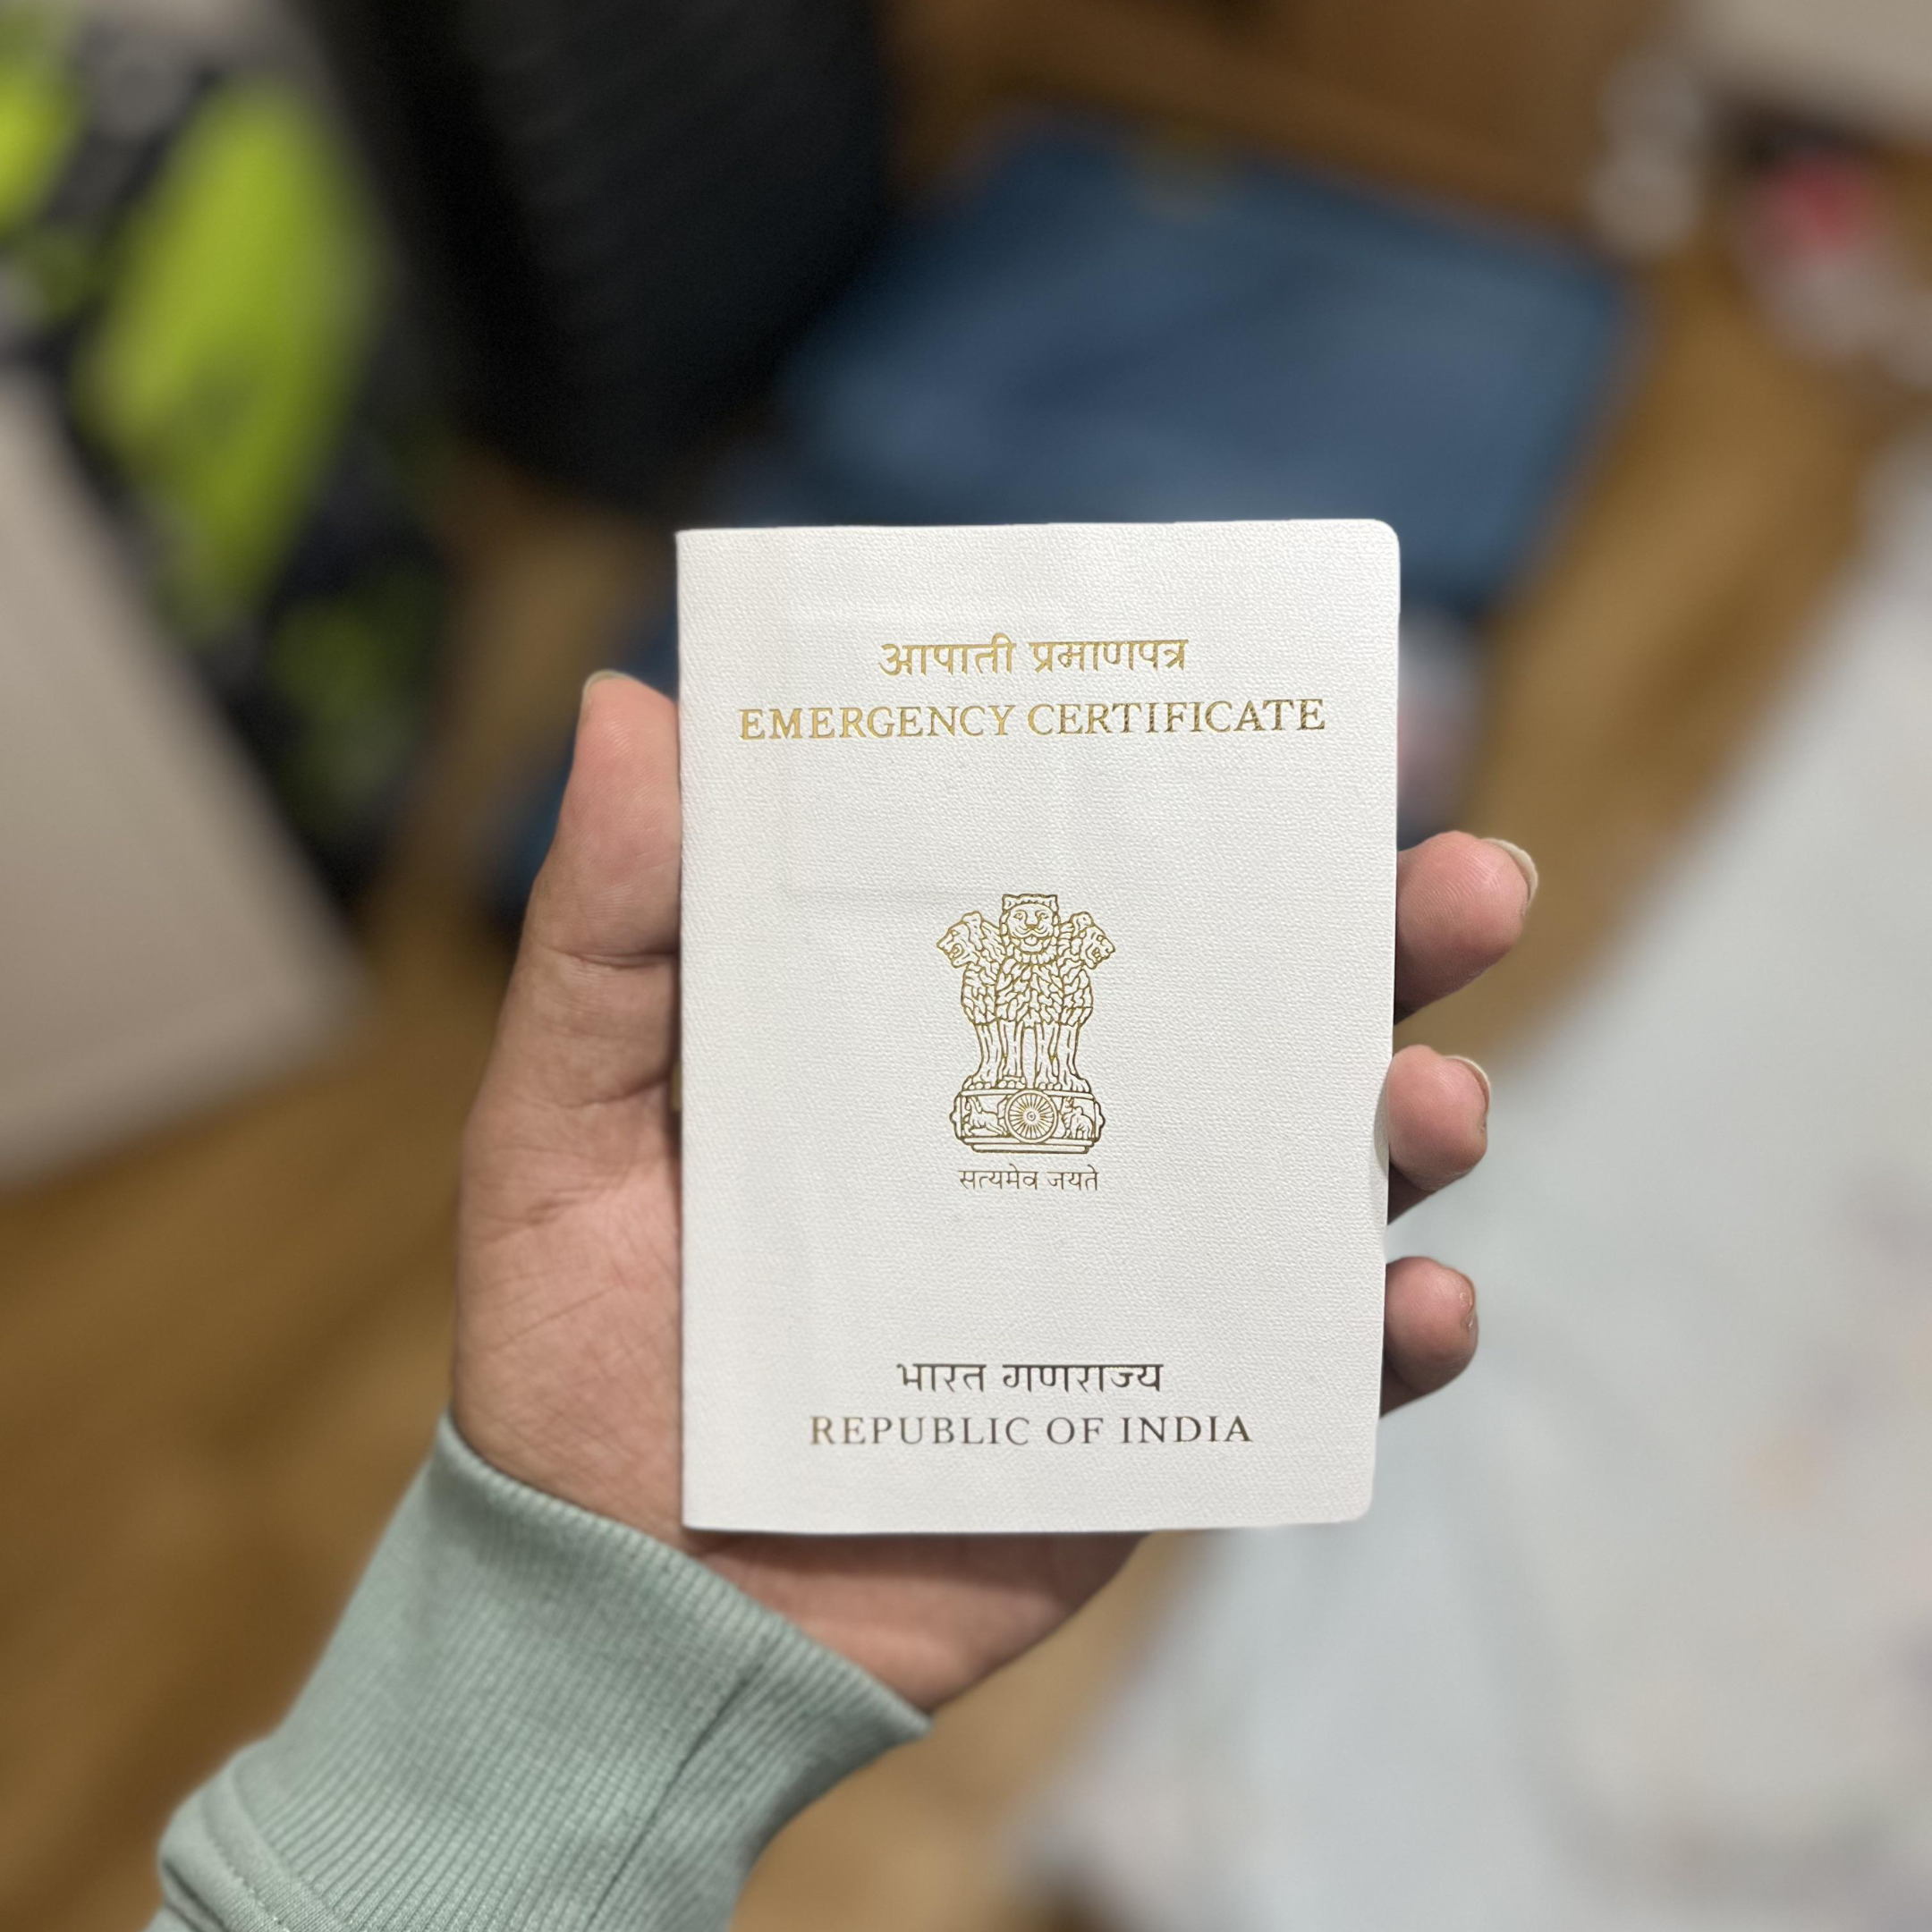 आपाती प्रमाणपत्र
EMERGENCY CERTIFICATE
सत्यमेव जयते
भारत गणराज्य
REPUBLIC OF INDIA